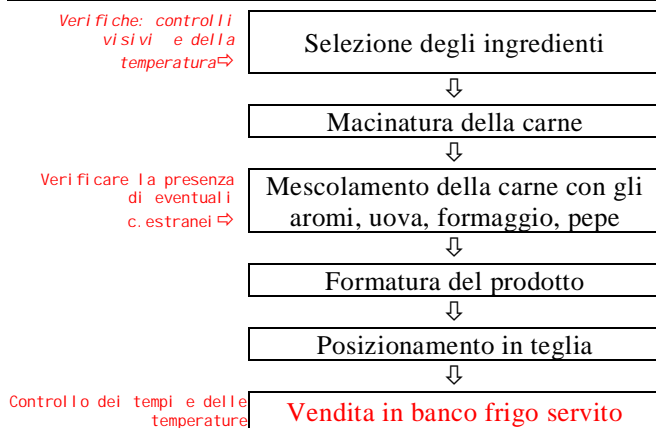 Verifiche: controlli
visivi e della
temperatura⇨
Selezione degli ingredienti
⇩
Macinatura della carne
⇩
Verificare la presenza
di eventuali
c.estranei⇨
Mescolamento della carne con gli
aromi, uova, formaggio, pepe
⇩
Formatura del prodotto
⇩
Posizionamento in teglia
⇩
Controllo dei tempi e delle
temperature
Vendita in banco frigo servito